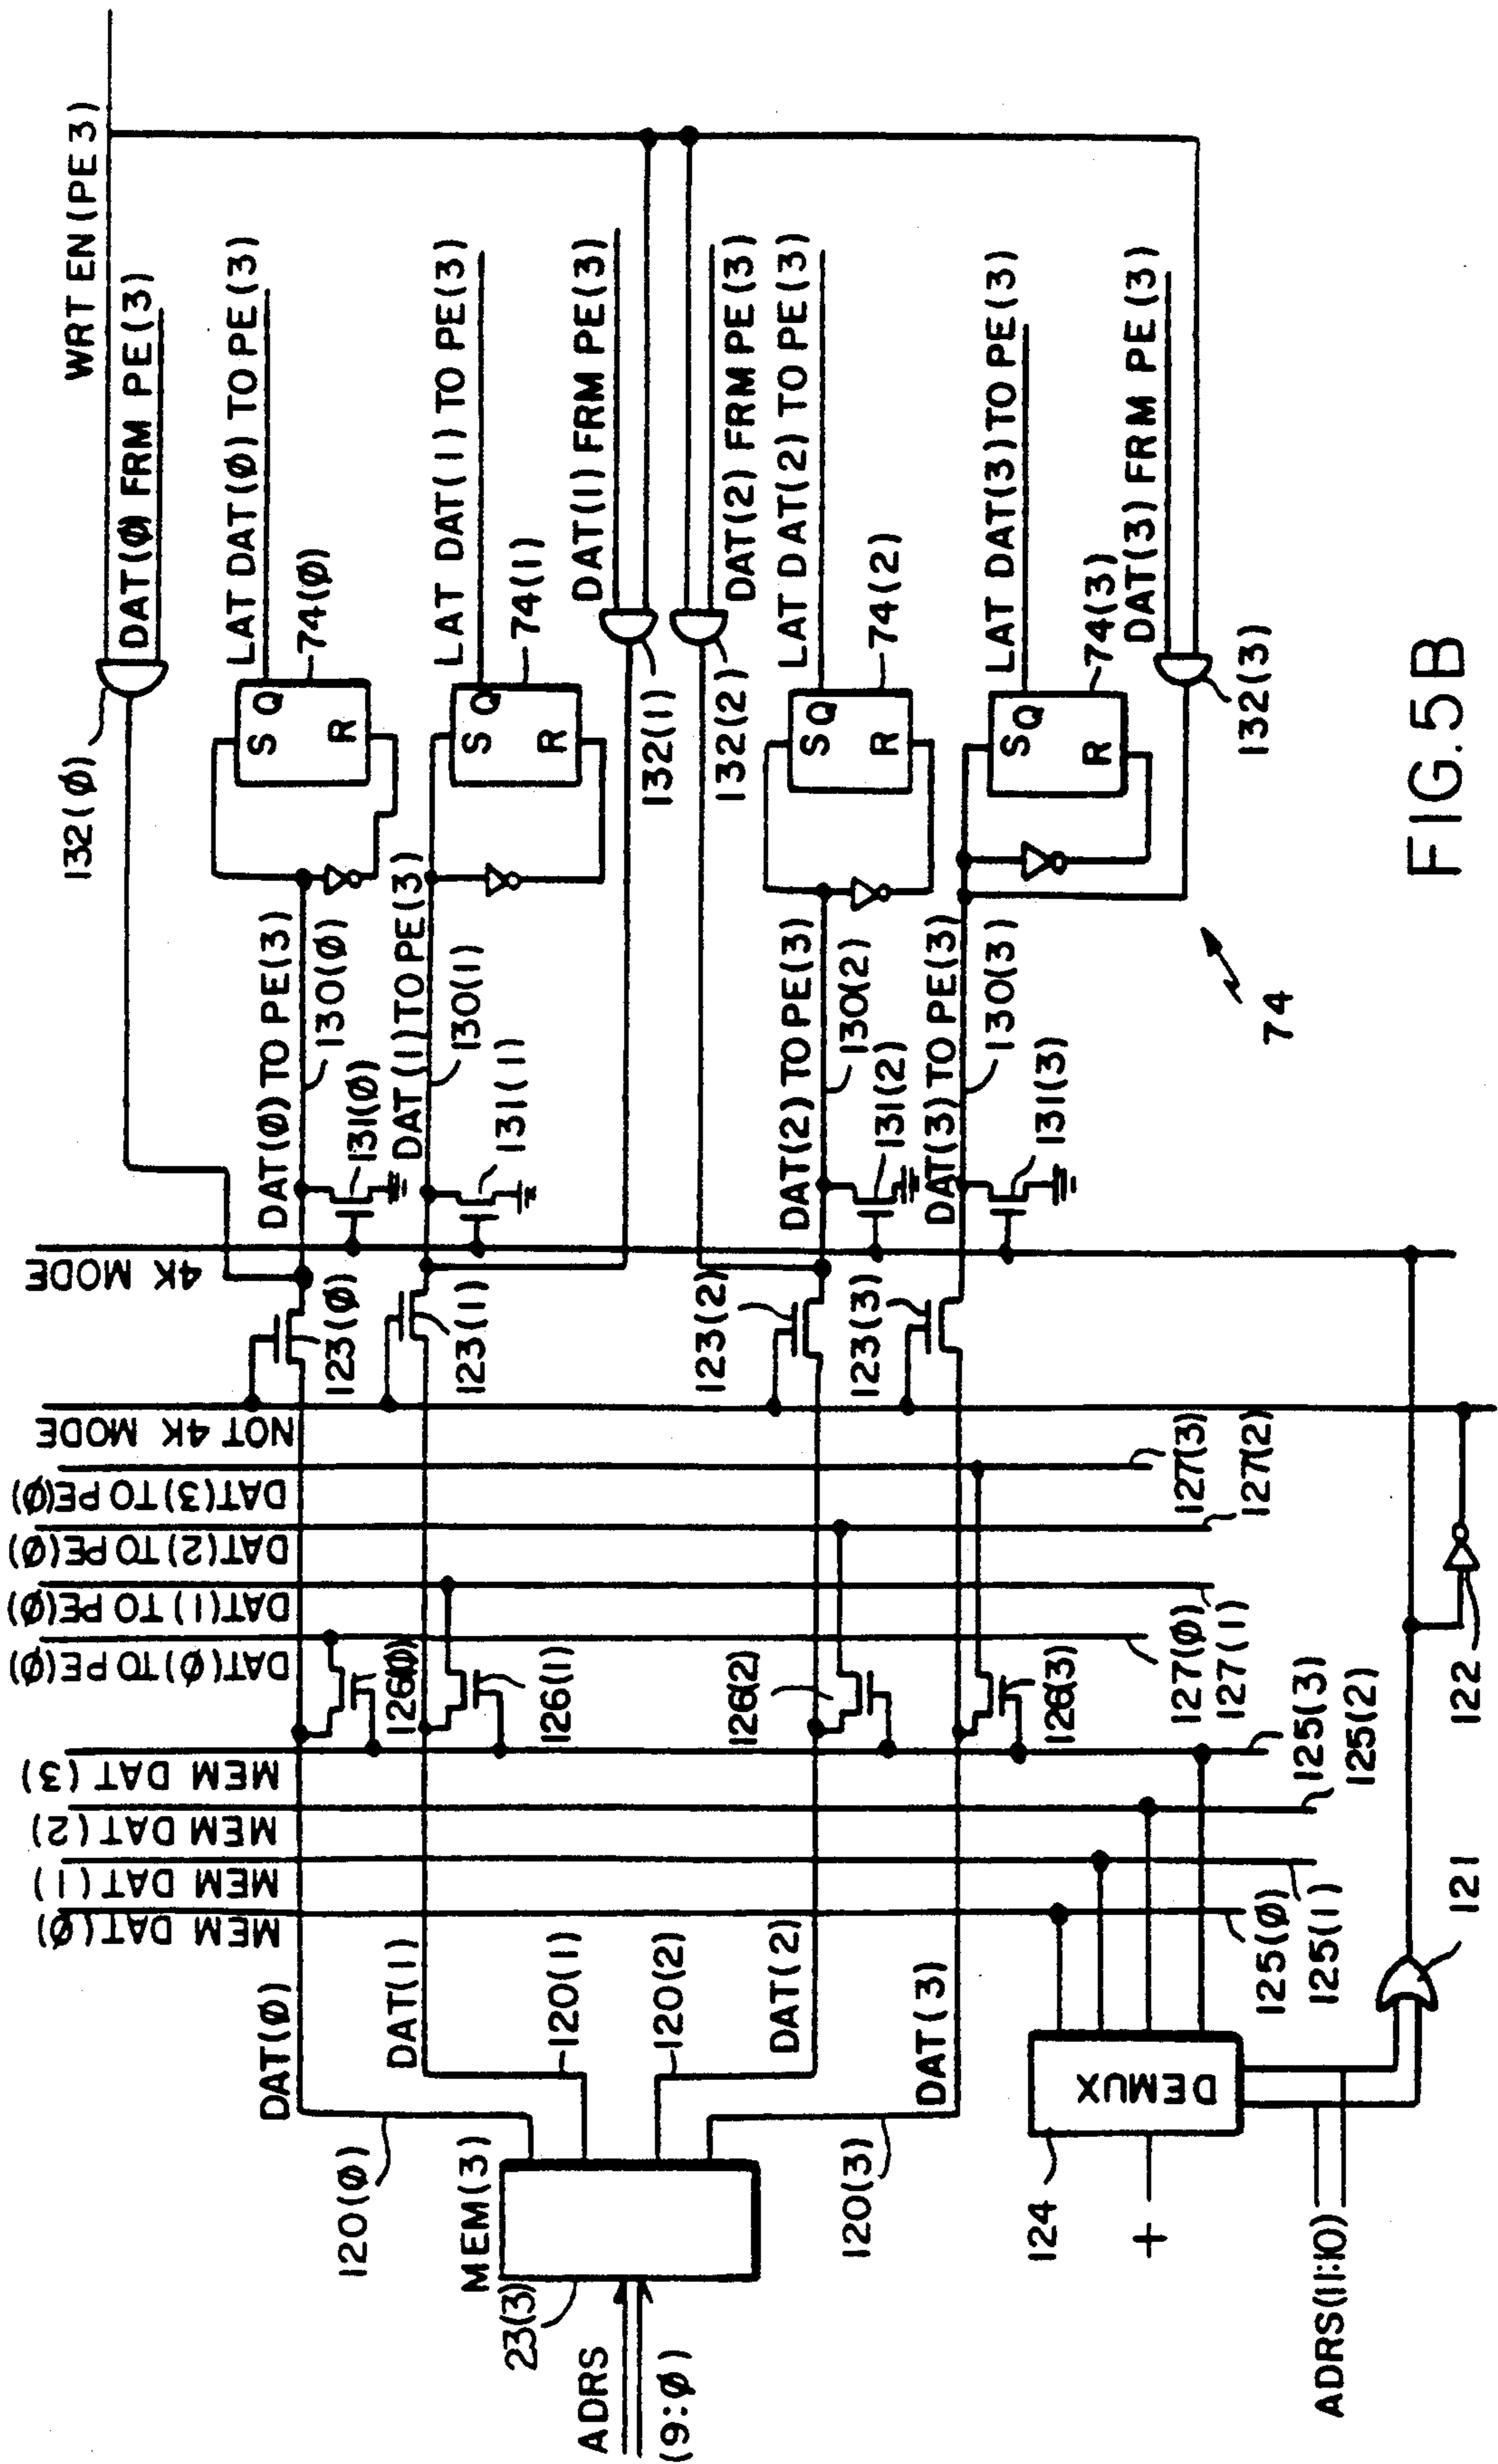 WRT EN(PE 3)
132(Ø)
DAT(Ø) FRM PE(3)
MEM DAT(Ø)
MEM DAT(1)
MEM DAT(2)
MEM DAT(3)
DAT(Ø) TO PE(Ø)
DAT(1) TO PE(Ø)
DAT(2) TO PE(Ø)
DAT(3) TO PE(Ø)
NOT 4K MODE
4K MODE
DAT(Ø)
DAT(Ø) TO PE(3)
LAT DAT(Ø) TO PE(3)
120(Ø)
126(Ø)
123(Ø)
131(Ø)
130(Ø)
S Q
R
74(Ø)
DAT(1)
DAT(1) TO PE(3)
LAT DAT(1) TO PE(3)
MEM(3)
23(3)
120(1)
126(1)
123(1)
131(1)
130(1)
S Q
R
74(1)
DAT(1) FRM PE(3)
ADRS
(9:Ø)
120(2)
132(1)
132(2)
DAT(2) FRM PE(3)
DAT(2)
126(2)
123(2)
DAT(2) TO PE(3)
LAT DAT(2) TO PE(3)
131(2)
130(2)
S Q
R
74(2)
120(3)
DAT(3)
126(3)
123(3)
DAT(3) TO PE(3)
LAT DAT(3) TO PE(3)
131(3)
130(3)
S Q
R
74(3)
DAT(3) FRM PE(3)
132(3)
124
+
DEMUX
127(3)
127(2)
127(Ø)
127(1)
125(3)
125(2)
125(Ø)
125(1)
74
ADRS(11:10)
121
122
FIG.5B